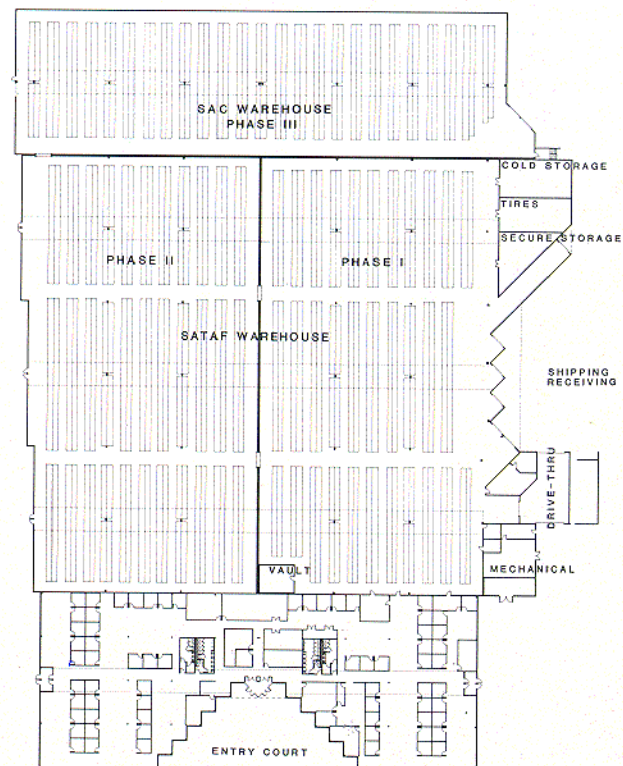 SAC WAREHOUSE
PHASE III
COLD STORAGE
TIRES
SECURE STORAGE
PHASE II
PHASE I
SATAF WAREHOUSE
SHIPPING
RECEIVING
DRIVE-THRU
VAULT
MECHANICAL
ENTRY COURT